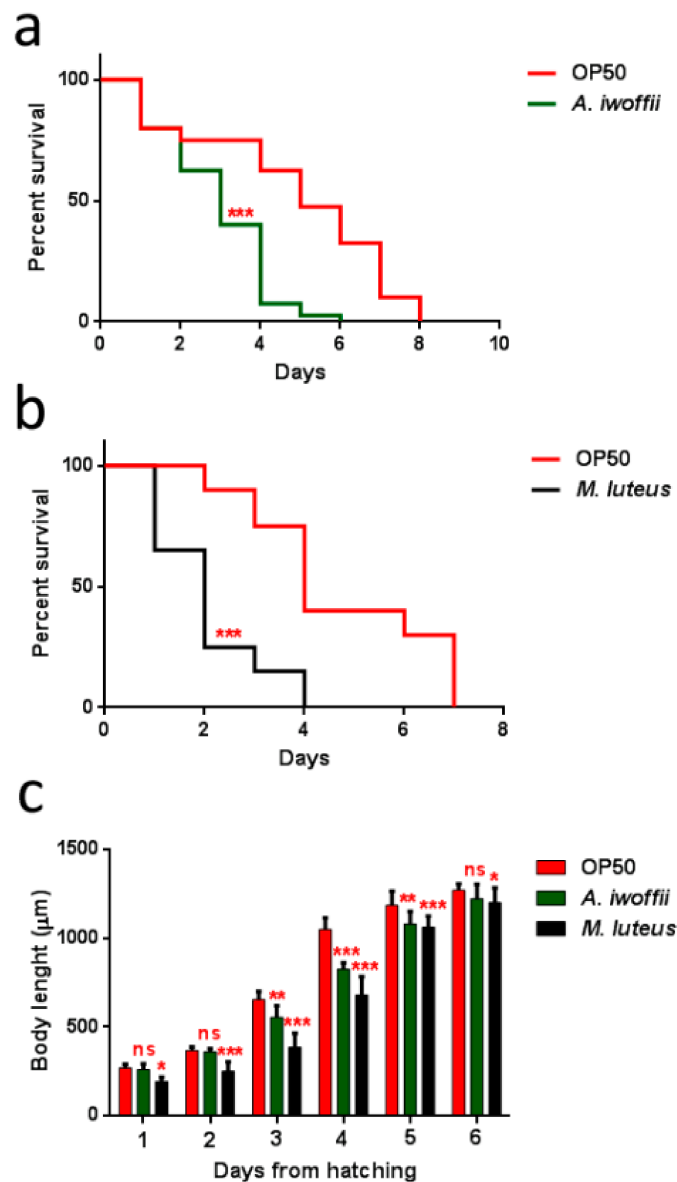 a
OP50
A. iwoffii
Percent survival
100
50
0
***
0 2 4 6 8 10
Days
b
OP50
M. luteus
Percent survival
100
50
0
***
0 2 4 6 8
Days
c
OP50
A. iwoffii
M. luteus
Body lenght (μm)
1500
1000
500
0
ns * ns *** ** *** *** *** ** *** ns *
1 2 3 4 5 6
Days from hatching